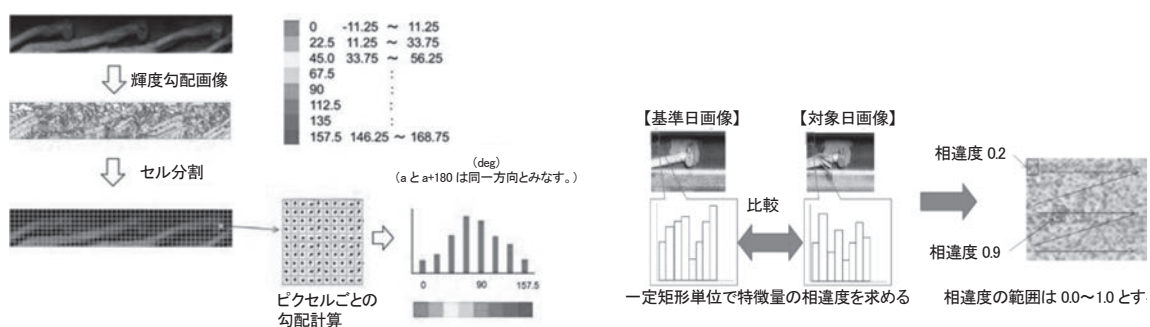 輝度勾配画像
セル分割
0 -11.25 ～ 11.25
22.5 11.25 ～ 33.75
45.0 33.75 ～ 56.25
67.5 :
90 :
112.5 :
135 :
157.5 146.25 ～ 168.75
(deg)
(aとa+180は同一方向とみなす。)
0 90 157.5
ピクセルごとの
勾配計算
【基準日画像】 【対象日画像】
比較
一定矩形単位で特徴量の相違度を求める
相違度 0.2
相違度 0.9
相違度の範囲は 0.0～1.0 とす